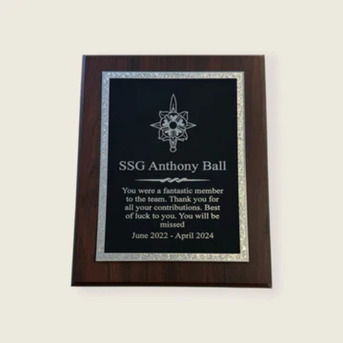 SSG Anthony Ball
You were a fantastic member
to the team. Thank you for
all your contributions. Best
of luck to you. You will be
missed
June 2022 - April 2024